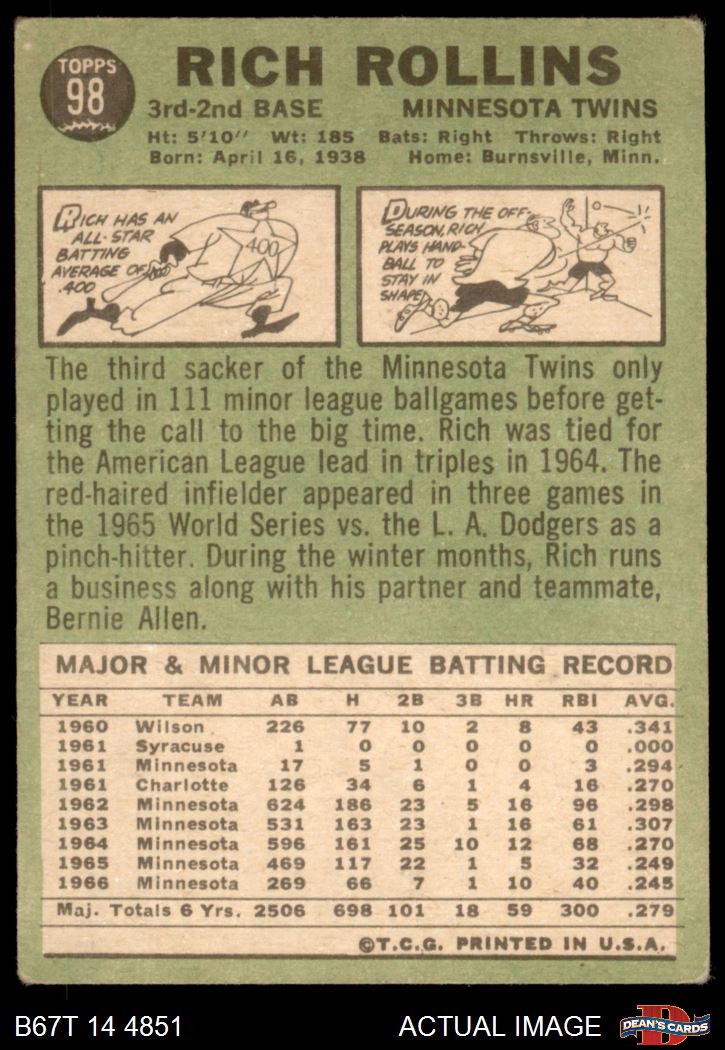 TOPPS
98
RICH ROLLINS
3rd-2nd BASE MINNESOTA TWINS
Ht: 5'10" Wt: 185 Bats: Right Throws: Right
Born: April 16, 1938 Home: Burnsville, Minn.
RICH HAS AN
ALL-STAR
BATTING
AVERAGE OF
.400
400
DURING THE OFF-
SEASON, RICH
PLAYS HAND-
BALL TO
STAY IN
SHAPE
The third sacker of the Minnesota Twins only
played in 111 minor league ballgames before get-
ting the call to the big time. Rich was tied for
the American League lead in triples in 1964. The
red-haired infielder appeared in three games in
the 1965 World Series vs. the L. A. Dodgers as a
pinch-hitter. During the winter months, Rich runs
a business along with his partner and teammate,
Bernie Allen.
MAJOR & MINOR LEAGUE BATTING RECORD
YEAR TEAM AB H 2B 3B HR RBI AVG.
1960 Wilson 226 77 10 2 8 43 .341
1961 Syracuse 1 0 0 0 0 0 .000
1961 Minnesota 17 5 1 0 0 3 .294
1961 Charlotte 126 34 6 1 4 16 .270
1962 Minnesota 624 186 23 5 16 96 .298
1963 Minnesota 531 163 23 1 16 61 .307
1964 Minnesota 596 161 25 10 12 68 .270
1965 Minnesota 469 117 22 1 5 32 .249
1966 Minnesota 269 66 7 1 10 40 .245
Maj. Totals 6 Yrs. 2506 698 101 18 59 300 .279
©T.C.G. PRINTED IN U.S.A.
B67T 14 4851 ACTUAL IMAGE
D
DEAN'S CARDS